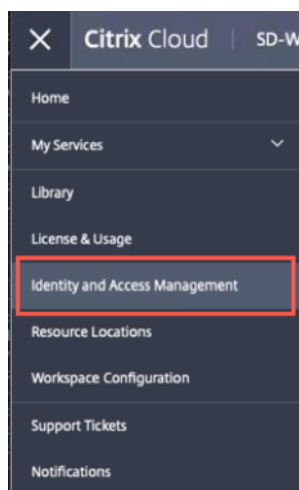 Citrix Cloud SD-W
Home
My Services
Library
License & Usage
Identity and Access Management
Resource Locations
Workspace Configuration
Support Tickets
Notifications